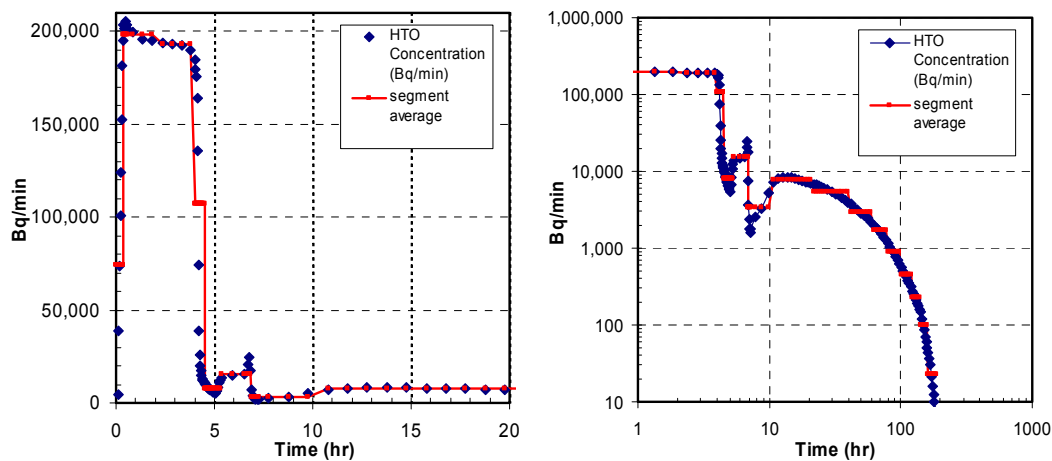 200,000
150,000
100,000
50,000
0
Bq/min
HTO
Concentration
(Bq/min)
segment
average
0 5 10 15 20
Time (hr)
1,000,000
100,000
10,000
1,000
100
10
Bq/min
HTO
Concentration
(Bq/min)
segment
average
1 10 100 1000
Time (hr)